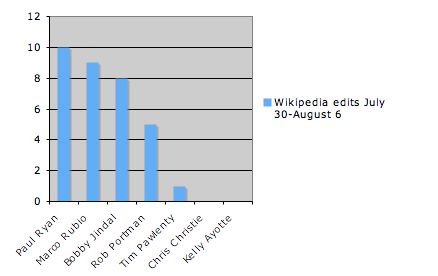 12
10
8
6
4
2
0
Paul Ryan
Marco Rubio
Bobby Jindal
Rob Portman
Tim Pawlenty
Chris Christie
Kelly Ayotte
Wikipedia edits July
30-August 6